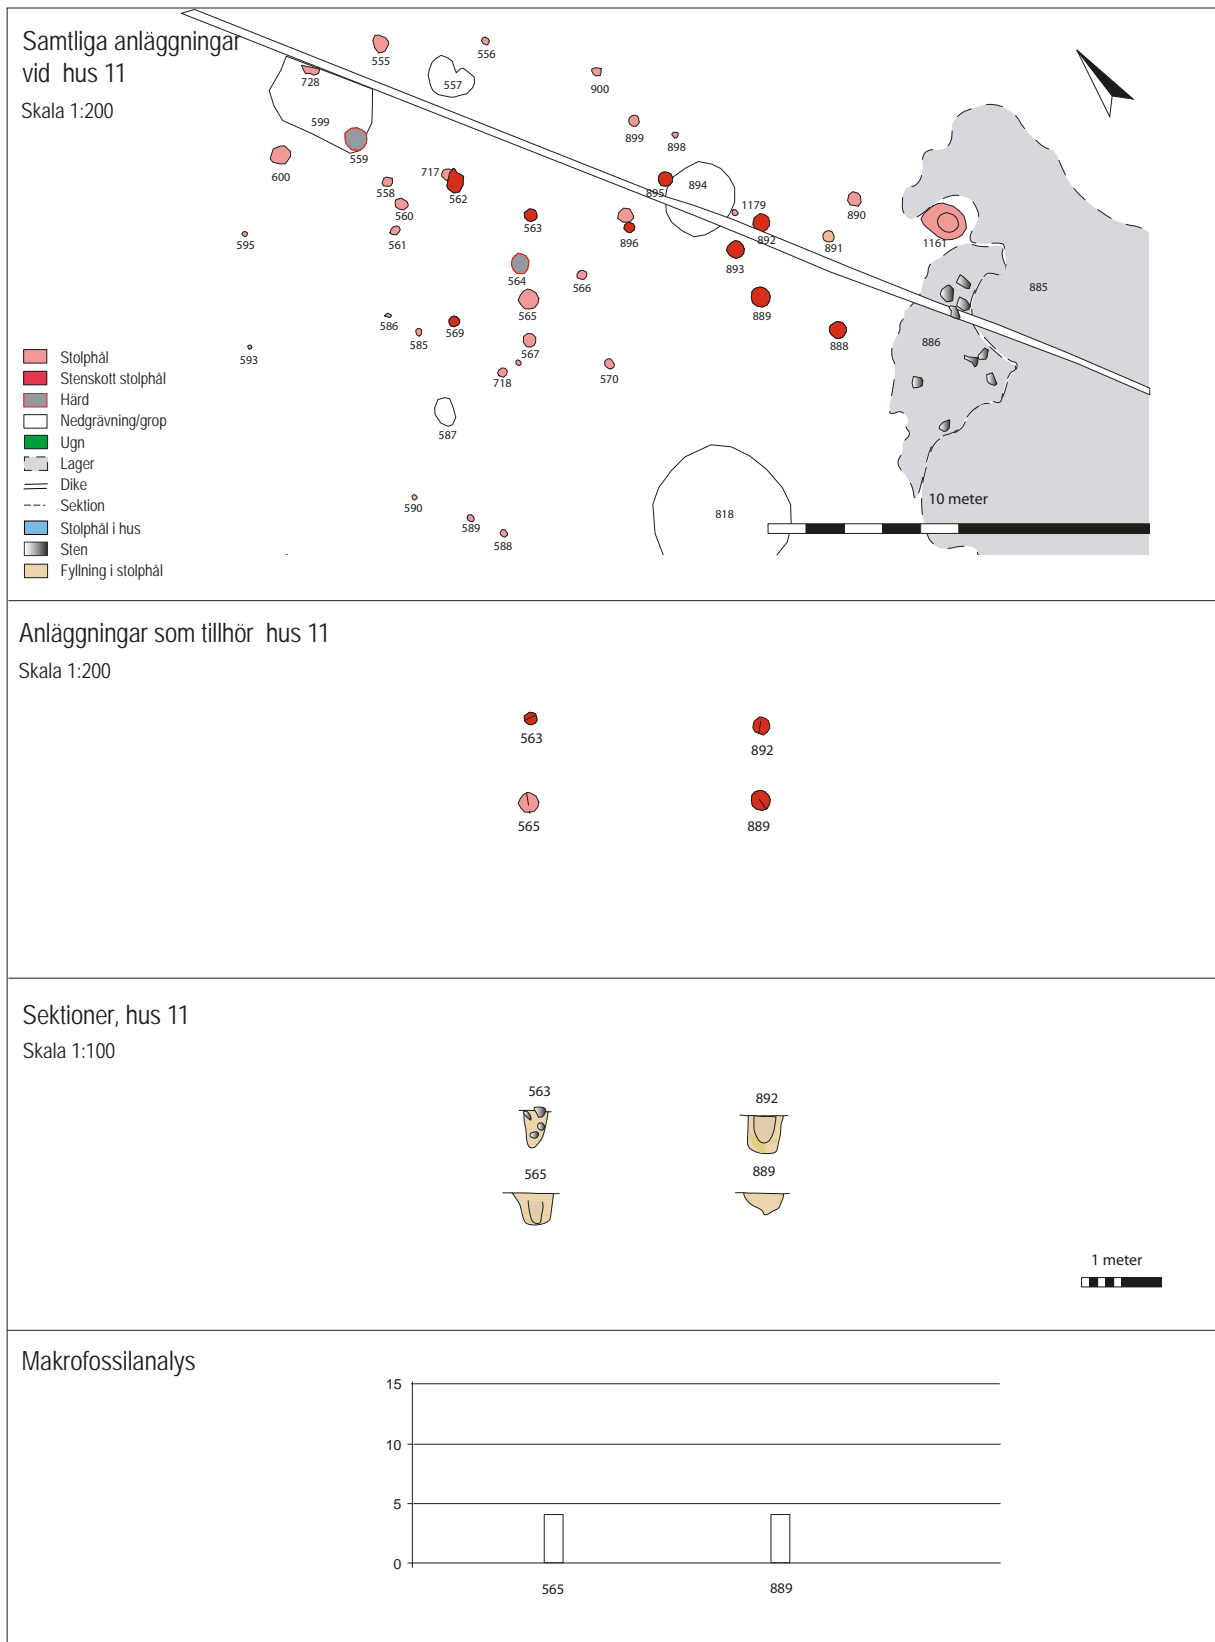 Samtliga anläggningar
vid hus 11
Skala 1:200
555
556
557
900
728
599
899
898
559
600
717
562
558
560
561
595
563
895
894
1179
896
892
893
891
890
1161
885
564
566
565
889
886
586
585
569
567
888
593
718
570
587
590
589
588
818
10 meter
Stolphål
Stenskott stolphål
Härd
Nedgrävning/grop
Ugn
Lager
Dike
Sektion
Stolphål i hus
Sten
Fyllning i stolphål
Anläggningar som tillhör hus 11
Skala 1:200
563
892
565
889
Sektioner, hus 11
Skala 1:100
563
892
565
889
1 meter
Makrofossilanalys
15
10
5
0
565
889